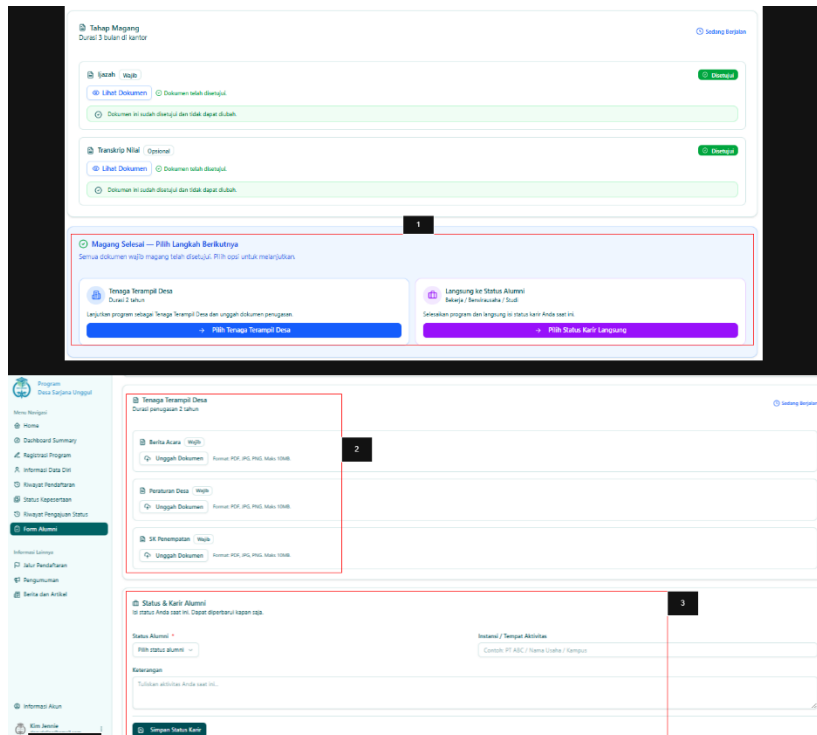 Tahap Magang
Durasi 3 bulan di kantor
Sedang Berjalan
Ijazah Wajib
Disetujui
Lihat Dokumen Dokumen telah disetujui.
Dokumen ini sudah disetujui dan tidak dapat diubah.
Transkrip Nilai Opsional
Disetujui
Lihat Dokumen Dokumen telah disetujui.
Dokumen ini sudah disetujui dan tidak dapat diubah.
1
Magang Selesai — Pilih Langkah Berikutnya
Semua dokumen wajib magang telah disetujui. Pilih opsi untuk melanjutkan.
Tenaga Terampil Desa
Durasi 2 tahun
Lanjutkan program sebagai Tenaga Terampil Desa dan unggah dokumen penugasan.
→ Pilih Tenaga Terampil Desa
Langsung ke Status Alumni
Bekerja / Berwirausaha / Studi
Selesaikan program dan langsung isi status karir Anda saat ini.
→ Pilih Status Karir Langsung
Program
Desa Sarjana Unggul
Menu Navigasi
Home
Dashboard Summary
Registrasi Program
Informasi Data Diri
Riwayat Pendaftaran
Status Kepesertaan
Riwayat Pengajuan Status
Form Alumni
Informasi Lainnya
Jalur Pendaftaran
Pengumuman
Berita dan Artikel
Informasi Akun
Kim Jennie
Tenaga Terampil Desa
Durasi penugasan 2 tahun
Sedang Berjalan
2
Berita Acara Wajib
Unggah Dokumen Format: PDF, JPG, PNG. Maks 10MB.
Peraturan Desa Wajib
Unggah Dokumen Format: PDF, JPG, PNG. Maks 10MB.
SK Penempatan Wajib
Unggah Dokumen Format: PDF, JPG, PNG. Maks 10MB.
3
Status & Karir Alumni
Isi status Anda saat ini. Dapat diperbarui kapan saja.
Status Alumni *
Pilih status alumni
Instansi / Tempat Aktivitas
Contoh: PT ABC / Nama Usaha / Kampus
Keterangan
Tuliskan aktivitas Anda saat ini..
Simpan Status Karir